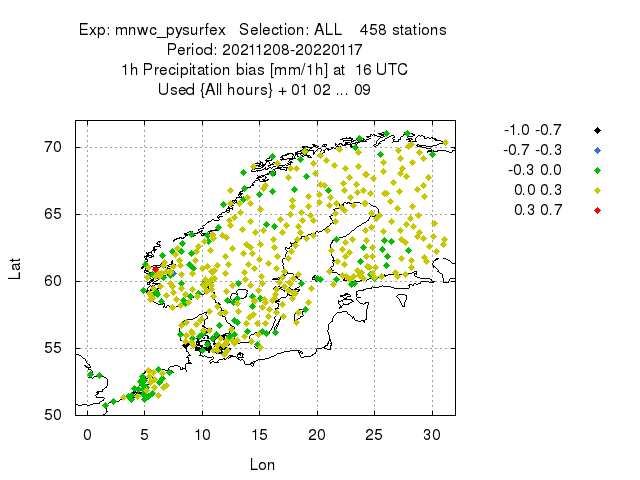 Exp: mnwc_pysurfex   Selection: ALL    458 stations
Period: 20211208-20220117
1h Precipitation bias [mm/1h] at  16 UTC
Used {All hours} + 01 02 ... 09
-1.0 -0.7
-0.7 -0.3
-0.3 0.0
0.0 0.3
0.3 0.7
70
65
60
55
50
Lat
0 5 10 15 20 25 30
Lon